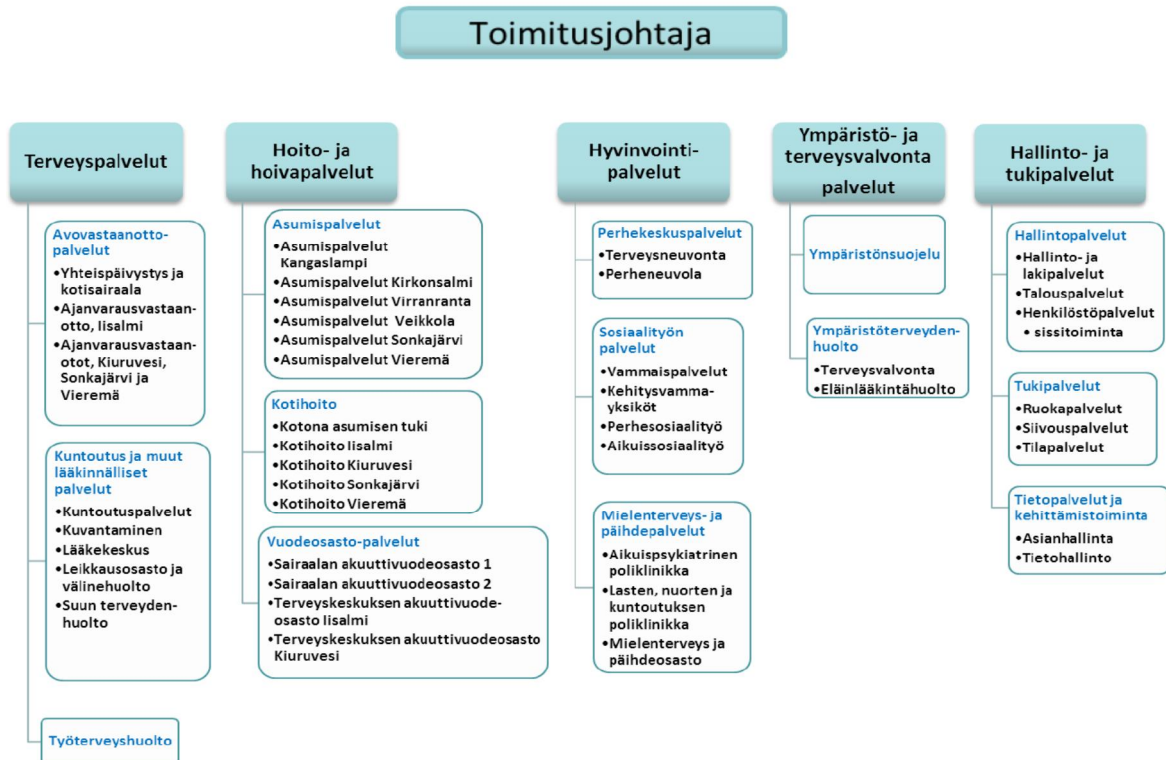 Toimitusjohtaja
Terveyspalvelut
Avovastaanotto-
palvelut
•Yhteispäivystys ja
kotisairaala
•Ajanvarausvastaan-
otto, Iisalmi
•Ajanvarausvastaan-
otot, Kiuruvesi,
Sonkajärvi ja
Vieremä
Kuntoutus ja muut
lääkinnälliset
palvelut
•Kuntoutuspalvelut
•Kuvantaminen
•Lääkekeskus
•Leikkausosasto ja
välinehuolto
•Suun terveyden-
huolto
Työterveyshuolto
Hoito- ja
hoivapalvelut
Asumispalvelut
•Asumispalvelut
Kangaslampi
•Asumispalvelut Kirkonsalmi
•Asumispalvelut Virranranta
•Asumispalvelut Veikkola
•Asumispalvelut Sonkajärvi
•Asumispalvelut Vieremä
Kotihoito
•Kotona asumisen tuki
•Kotihoito Iisalmi
•Kotihoito Kiuruvesi
•Kotihoito Sonkajärvi
•Kotihoito Vieremä
Vuodeosasto-palvelut
•Sairaalan akuuttivuodeosasto 1
•Sairaalan akuuttivuodeosasto 2
•Terveyskeskuksen akuuttivuode-
osasto Iisalmi
•Terveyskeskuksen akuuttivuodeosasto
Kiuruvesi
Hyvinvointi-
palvelut
Perhekeskuspalvelut
•Terveysneuvonta
•Perheneuvola
Sosiaalityön
palvelut
•Vammaispalvelut
•Kehitysvamma-
yksiköt
•Perhesosiaalityö
•Aikuissosiaalityö
Mielenterveys- ja
päihdepalvelut
•Aikuispsykiatrinen
poliklinikka
•Lasten, nuorten ja
kuntoutuksen
poliklinikka
•Mielenterveys ja
päihdeosasto
Ympäristö- ja
terveysvalvonta
palvelut
Ympäristönsuojelu
Ympäristöterveyden-
huolto
•Terveysvalvonta
•Eläinlääkintähuolto
Hallinto- ja
tukipalvelut
Hallintopalvelut
•Hallinto- ja
lakipalvelut
•Talouspalvelut
•Henkilöstöpalvelut
• sissitoiminta
Tukipalvelut
•Ruokapalvelut
•Siivouspalvelut
•Tilapalvelut
Tietopalvelut ja
kehittämistoiminta
•Asianhallinta
•Tietohallinto